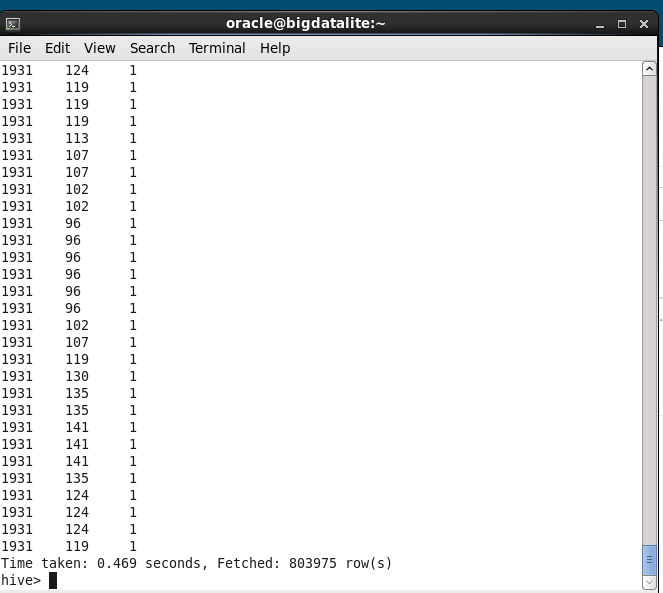 oracle@bigdatalite:~
File Edit View Search Terminal Help
1931 124 1
1931 119 1
1931 119 1
1931 119 1
1931 113 1
1931 107 1
1931 107 1
1931 102 1
1931 102 1
1931 96 1
1931 96 1
1931 96 1
1931 96 1
1931 96 1
1931 96 1
1931 102 1
1931 107 1
1931 119 1
1931 130 1
1931 135 1
1931 135 1
1931 141 1
1931 141 1
1931 141 1
1931 135 1
1931 124 1
1931 124 1
1931 124 1
1931 119 1
Time taken: 0.469 seconds, Fetched: 803975 row(s)
hive>